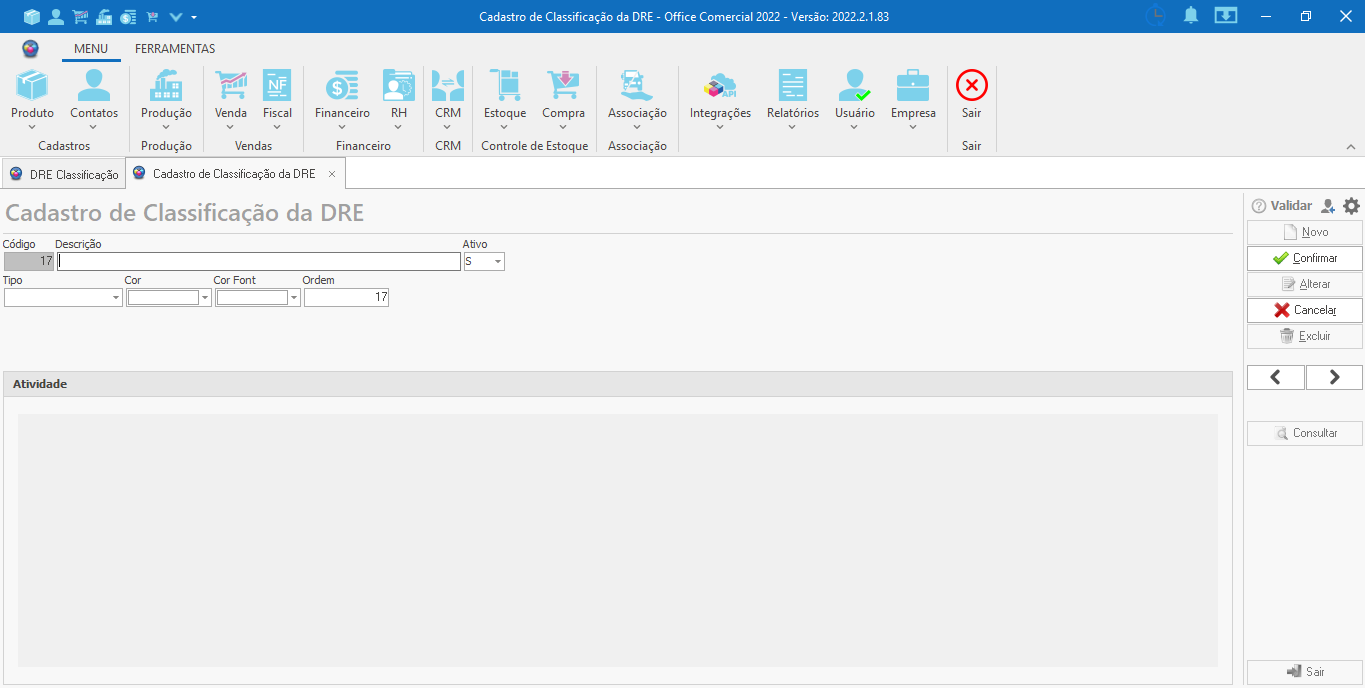 Cadastro de Classificação da DRE - Office Comercial 2022 - Versão: 2022.2.1.83
MENU FERRAMENTAS
NF API
Produto Contatos Produção Venda Fiscal Financeiro RH CRM Estoque Compra Associação Integrações Relatórios Usuário Empresa Sair
Cadastros Produção Vendas Financeiro CRM Controle de Estoque Associação Sair
DRE Classificação Cadastro de Classificação da DRE
Cadastro de Classificação da DRE
Validar
Código Descrição Ativo
17 S
Tipo Cor Cor Font Ordem
17
Novo
Confirmar
Alterar
Cancelar
Excluir
Atividade
Consultar
Sair